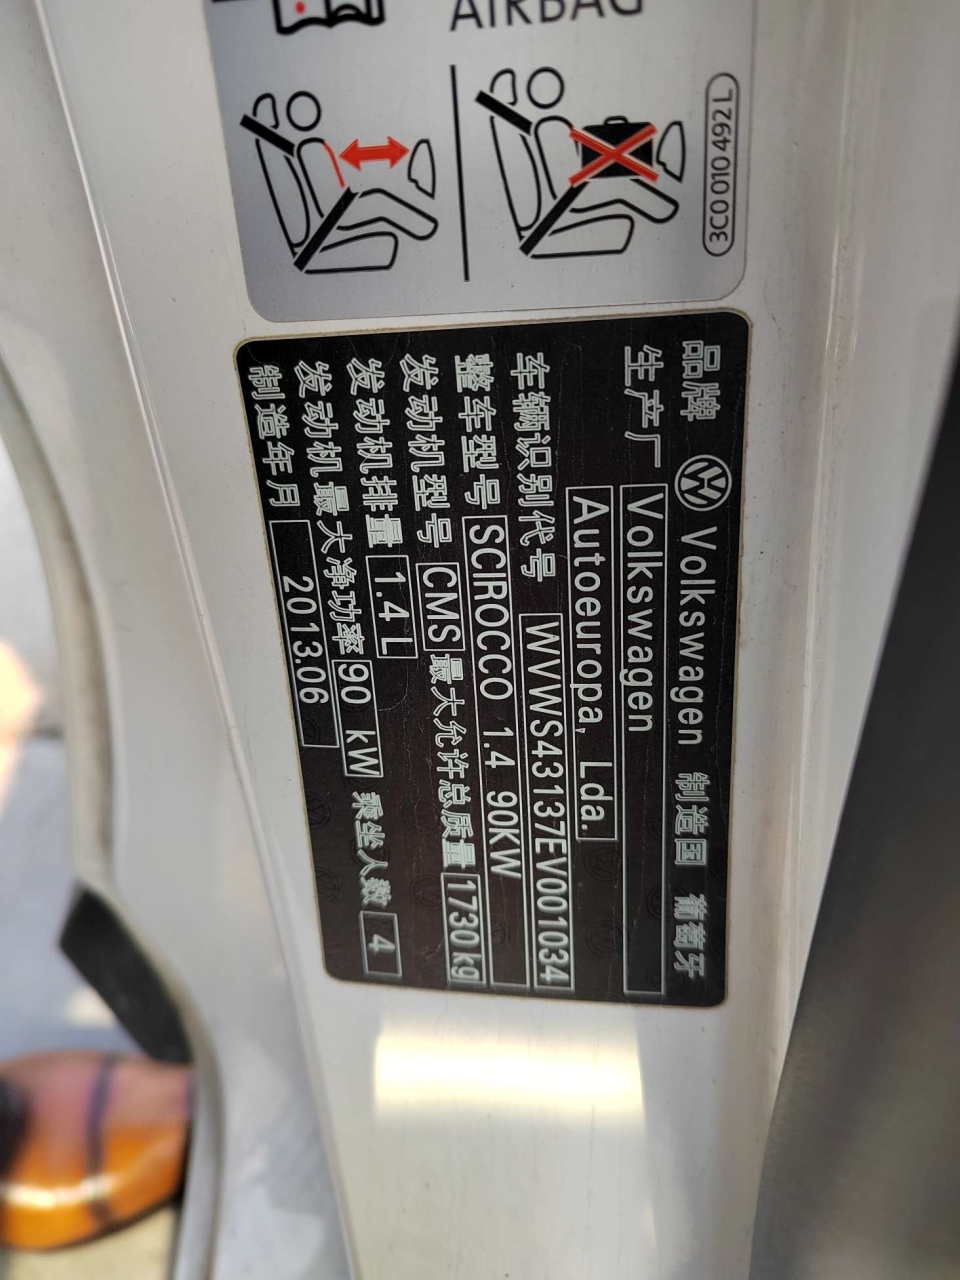 AIRBAG
3C0 010 492 L
品牌 Volkswagen 制造国 葡萄牙
生产厂 Volkswagen
Autoeuropa, Lda.
车辆识别代号 WVWS43137EV001034
整车型号 SCIROCCO 1.4 90KW
发动机型号 CMS 最大允许总质量 1730 kg
发动机排量 1.4 L
发动机最大净功率 90 kW 乘坐人数 4
制造年月 2013.06